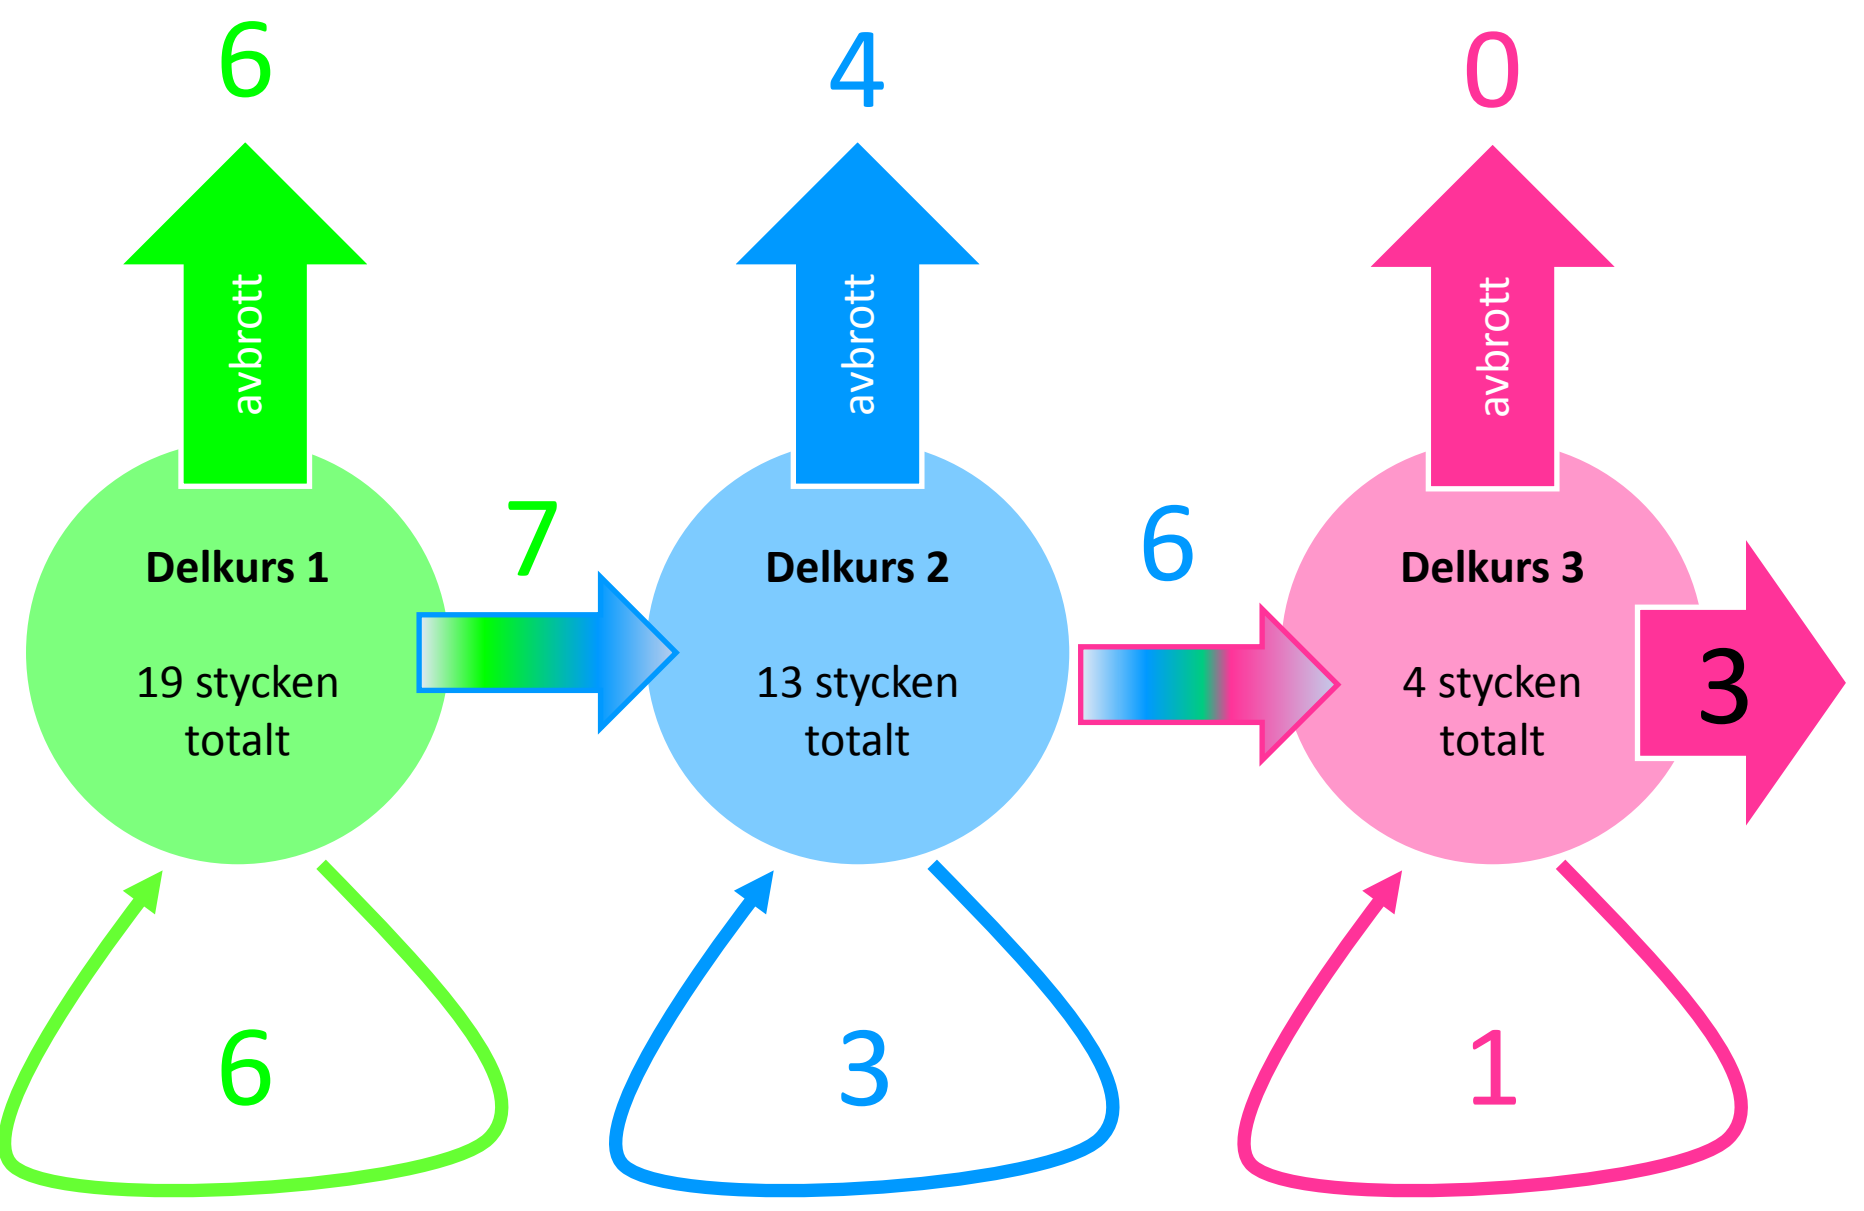 6
4
0
avbrott
avbrott
avbrott
7
6
Delkurs 1
Delkurs 2
Delkurs 3
19 stycken
totalt
13 stycken
totalt
4 stycken
totalt
3
6
3
1